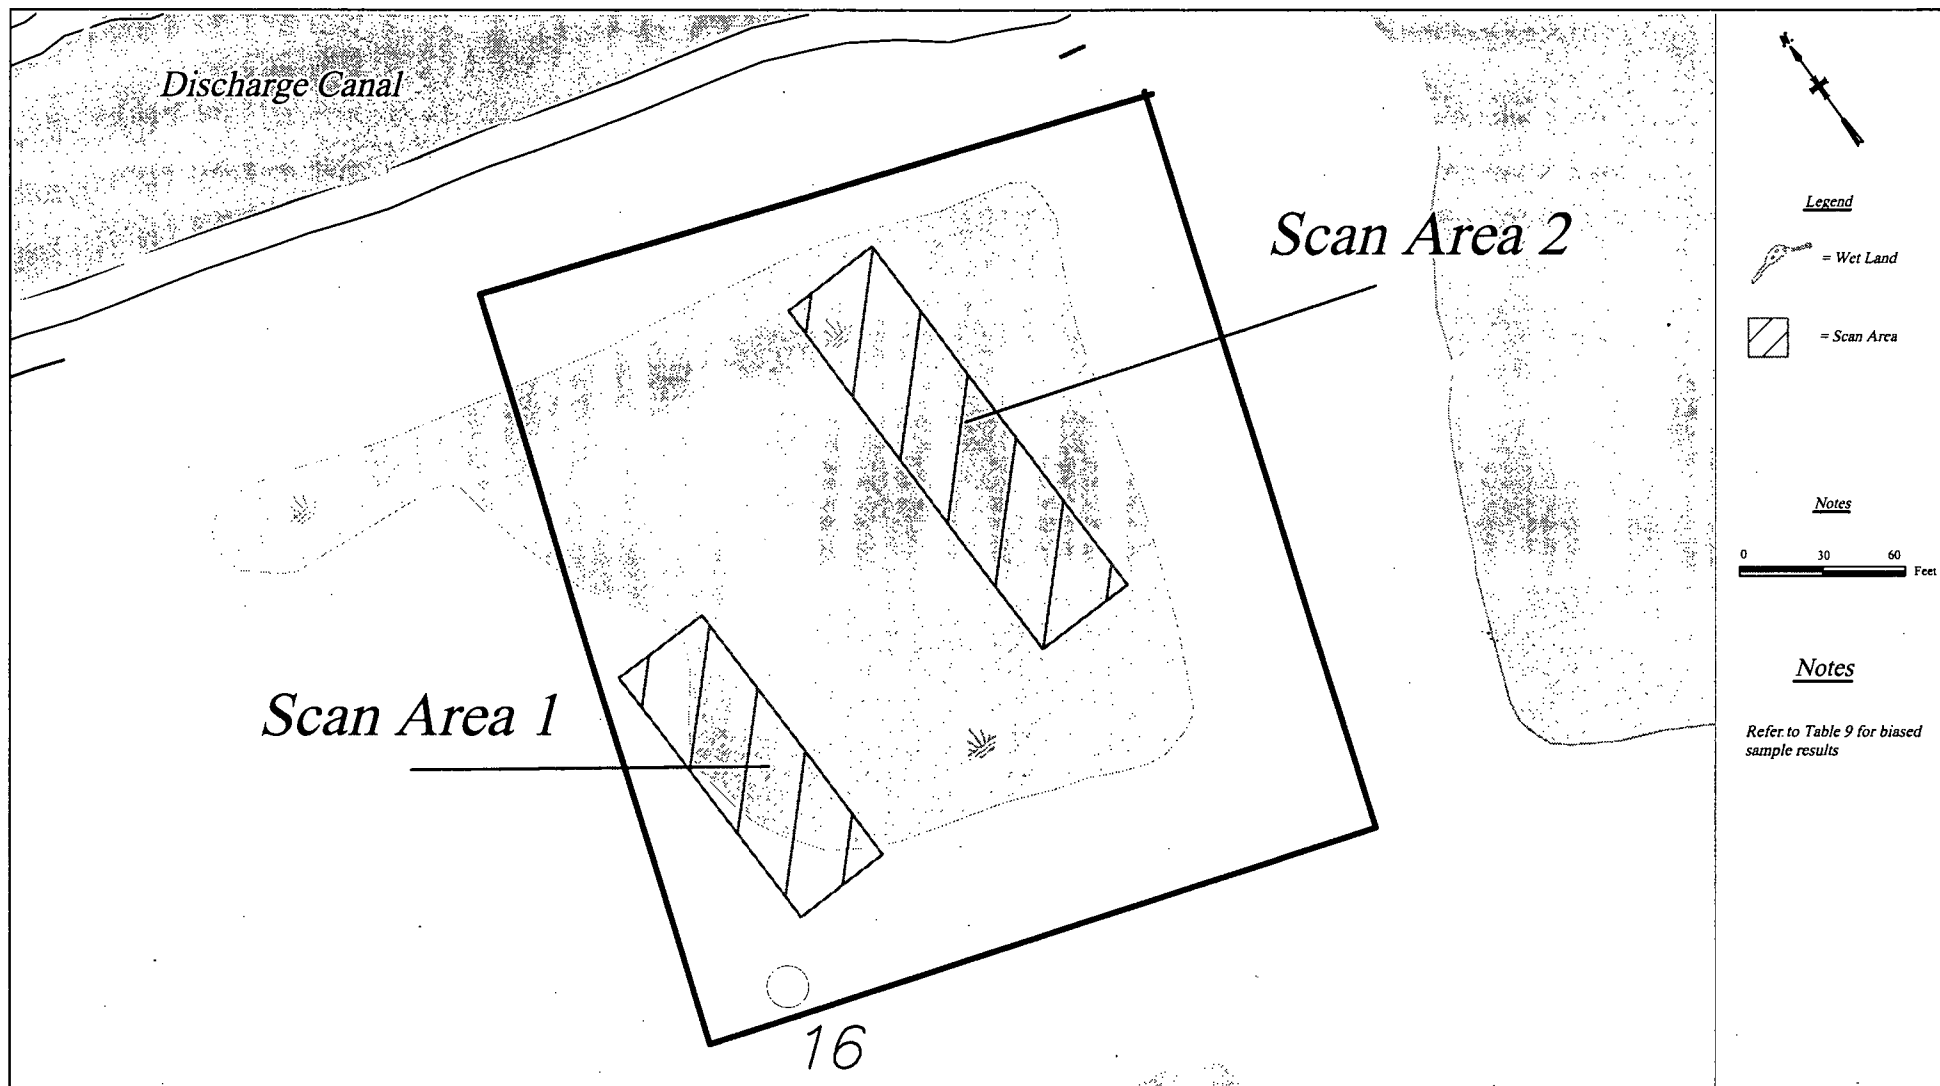 Discharge Canal
N.
Scan Area 2
Legend
= Wet Land
= Scan Area
Notes
0 30 60
Feet
Scan Area 1
Notes
Refer to Table 9 for biased
sample results
16